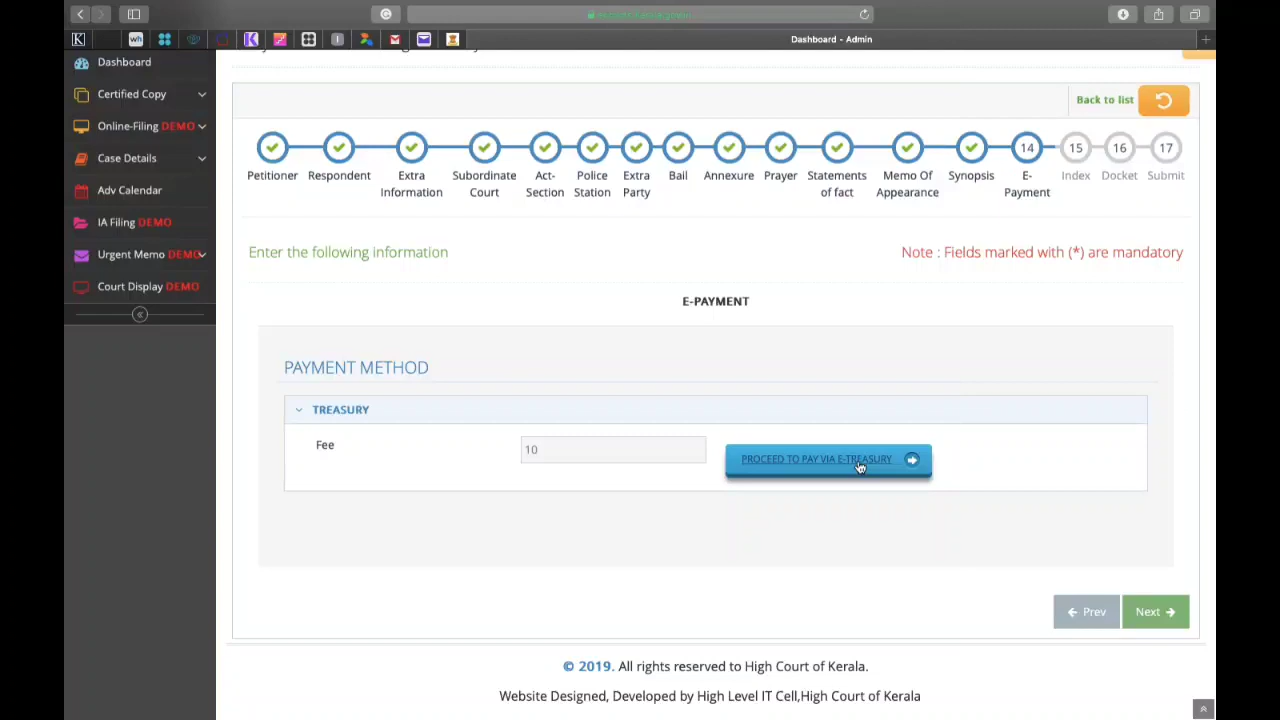 Dashboard - Admin
Dashboard
Certified Copy
Online-Filing DEMO
Case Details
Adv Calendar
IA Filing DEMO
Urgent Memo DEMO
Court Display DEMO
Back to list
14 15 16 17
Petitioner Respondent Extra Information Subordinate Court Act-Section Police Station Extra Party Bail Annexure Prayer Statements of fact Memo Of Appearance Synopsis E-Payment Index Docket Submit
Enter the following information
Note : Fields marked with (*) are mandatory
E-PAYMENT
PAYMENT METHOD
TREASURY
Fee 10 PROCEED TO PAY VIA E-TREASURY
Prev Next
© 2019. All rights reserved to High Court of Kerala.
Website Designed, Developed by High Level IT Cell,High Court of Kerala